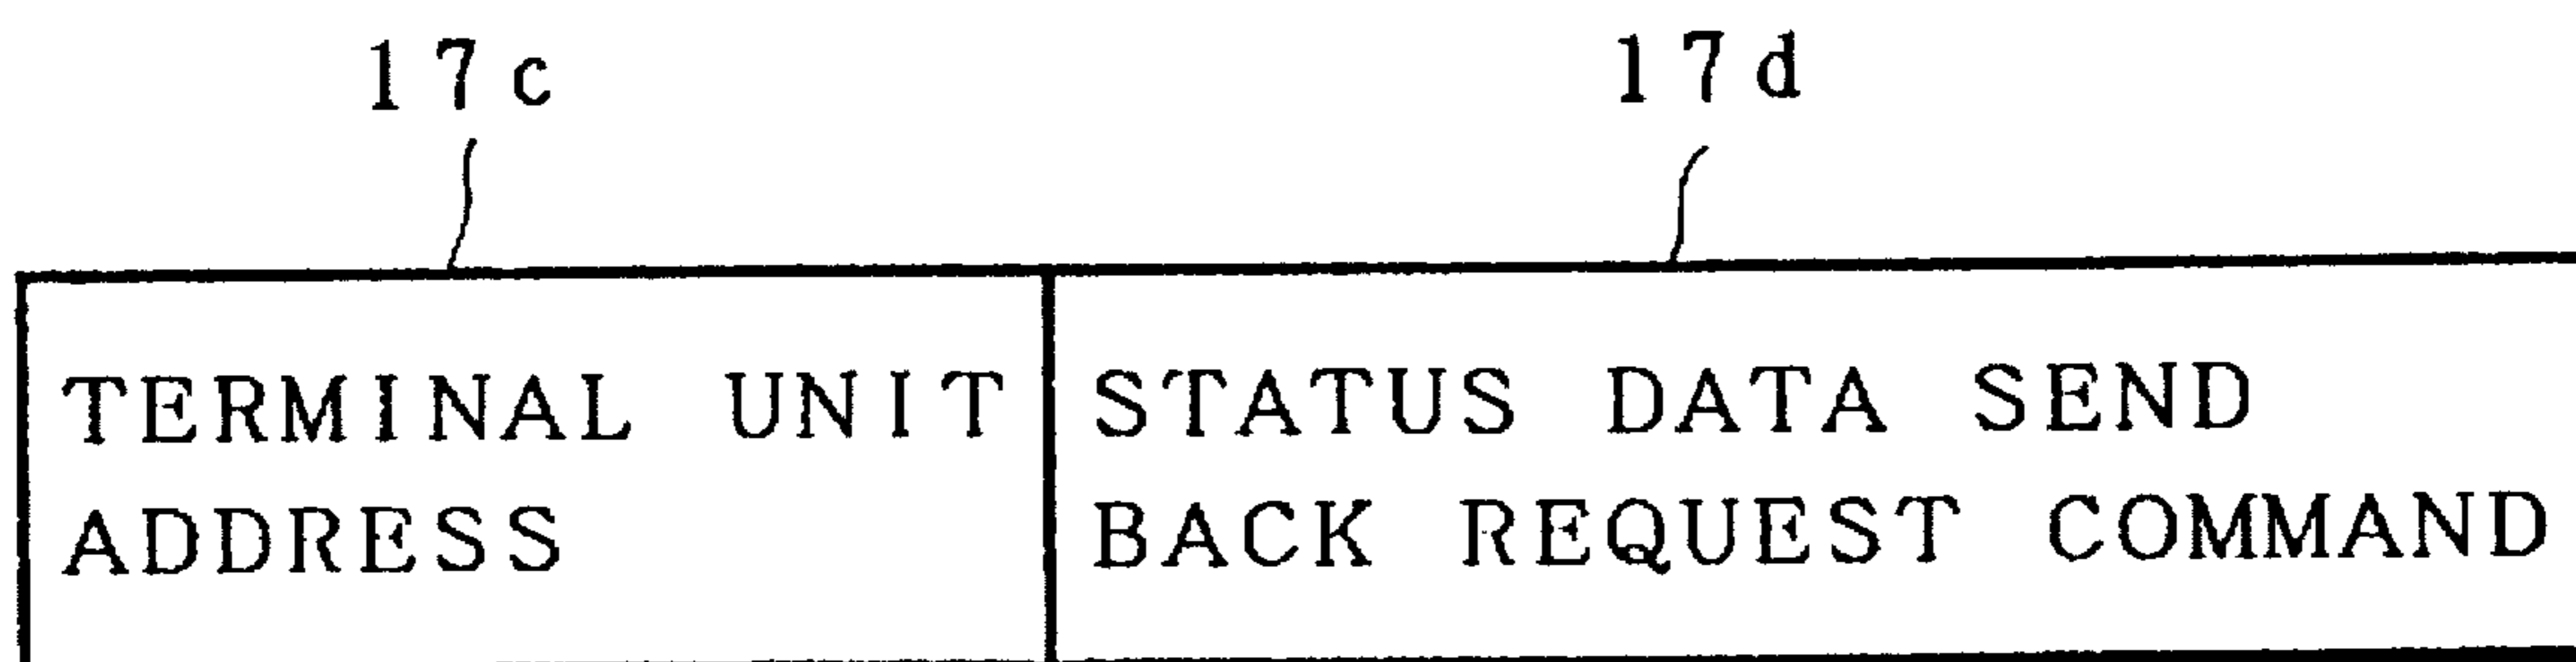 17c 17d
TERMINAL UNIT STATUS DATA SEND
ADDRESS BACK REQUEST COMMAND